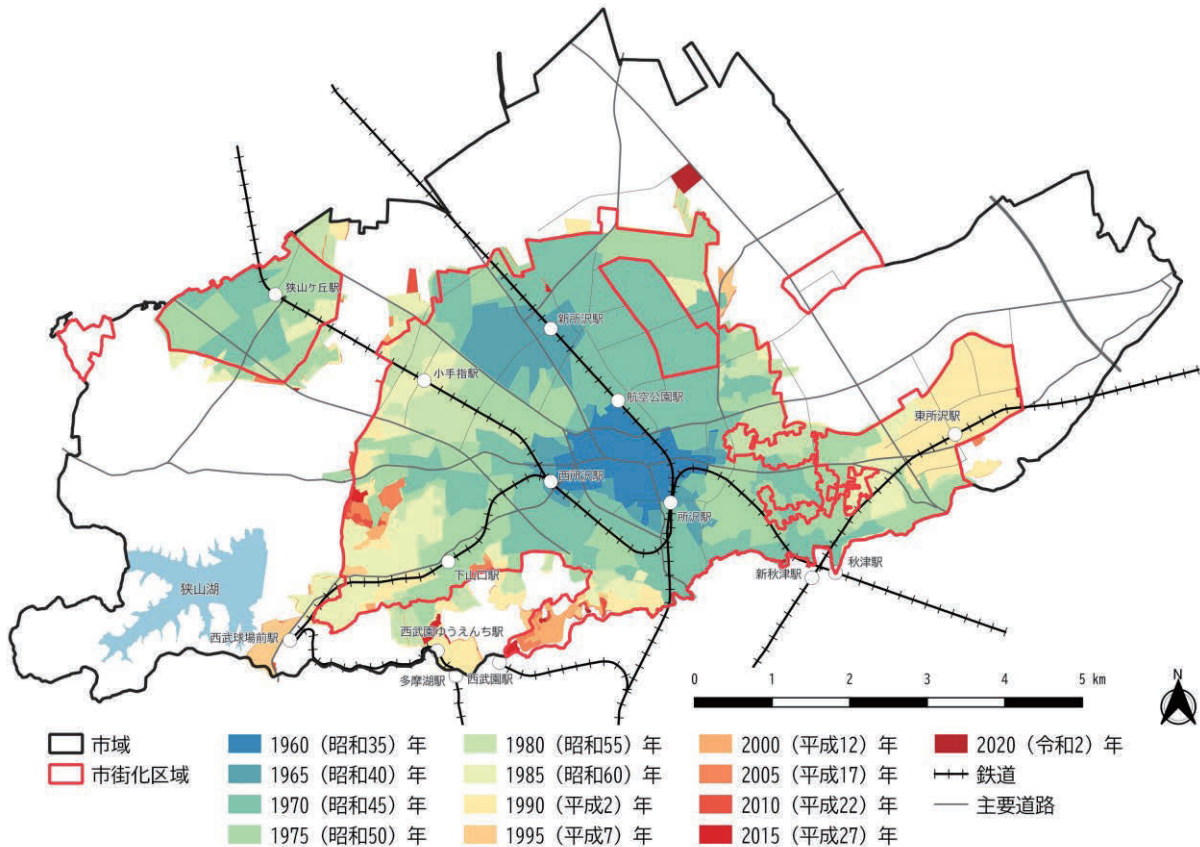 狭山ケ丘駅
新所沢駅
小手指駅
航空公園駅
東所沢駅
西所沢駅
所沢駅
下山口駅
新秋津駅
秋津駅
狭山湖
西武球場前駅
西武園ゆうえんち駅
多摩湖駅
西武園駅
0 1 2 3 4 5 km
N
市域
市街化区域
1960（昭和35）年
1965（昭和40）年
1970（昭和45）年
1975（昭和50）年
1980（昭和55）年
1985（昭和60）年
1990（平成2）年
1995（平成7）年
2000（平成12）年
2005（平成17）年
2010（平成22）年
2015（平成27）年
2020（令和2）年
鉄道
主要道路